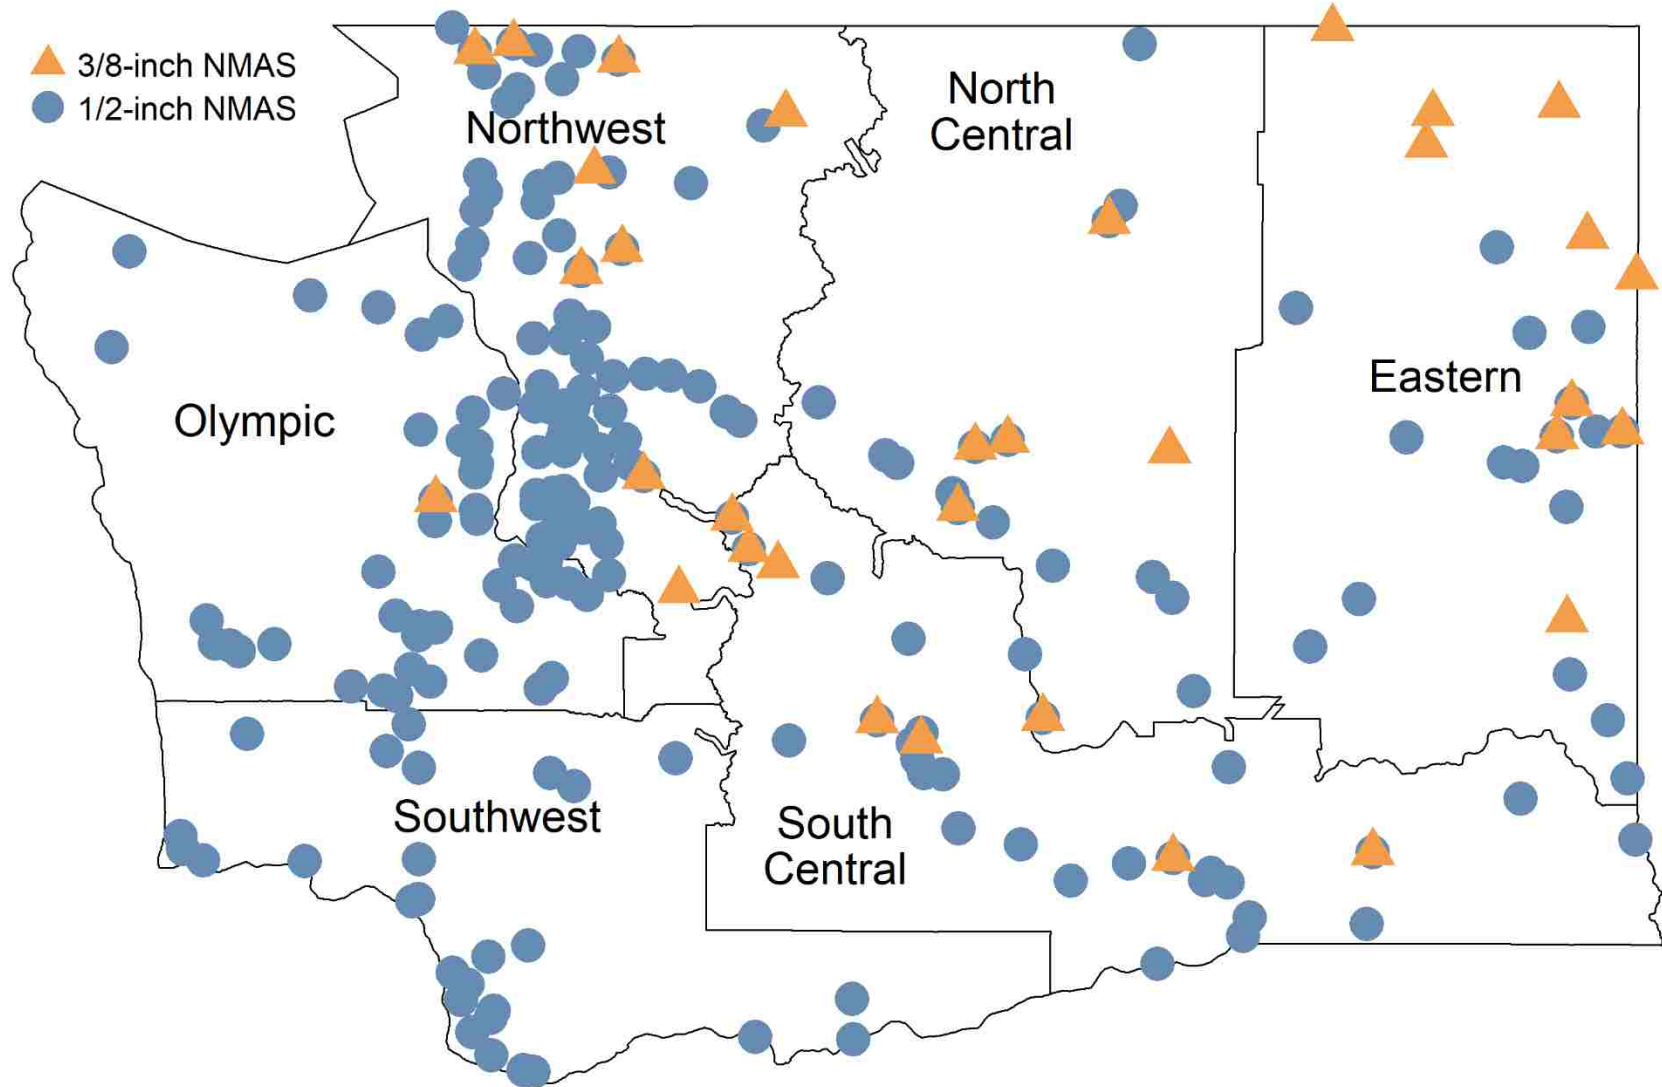 3/8-inch NMAS
1/2-inch NMAS
Northwest
North
Central
Olympic
Eastern
Southwest
South
Central